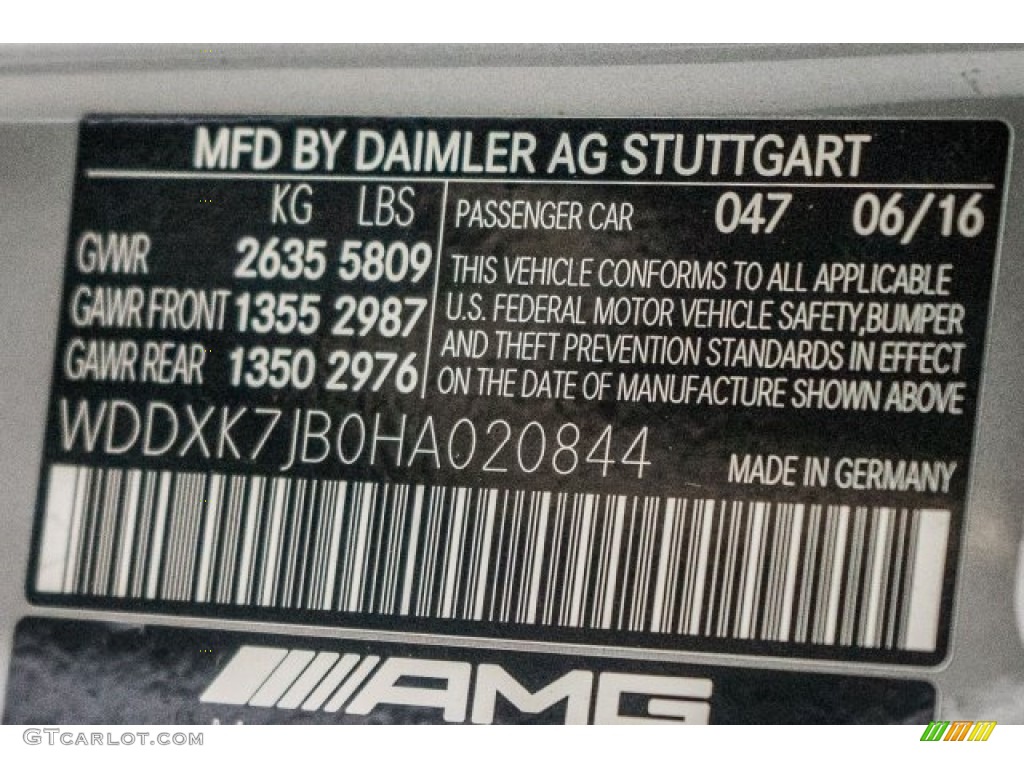 MFD BY DAIMLER AG STUTTGART
KG LBS
GVWR 2635 5809
GAWR FRONT 1355 2987
GAWR REAR 1350 2976
PASSENGER CAR 047 06/16
THIS VEHICLE CONFORMS TO ALL APPLICABLE
U.S. FEDERAL MOTOR VEHICLE SAFETY, BUMPER
AND THEFT PREVENTION STANDARDS IN EFFECT
ON THE DATE OF MANUFACTURE SHOWN ABOVE
WDDXK7JB0HA020844
MADE IN GERMANY
AMG
GTCARLOT.COM